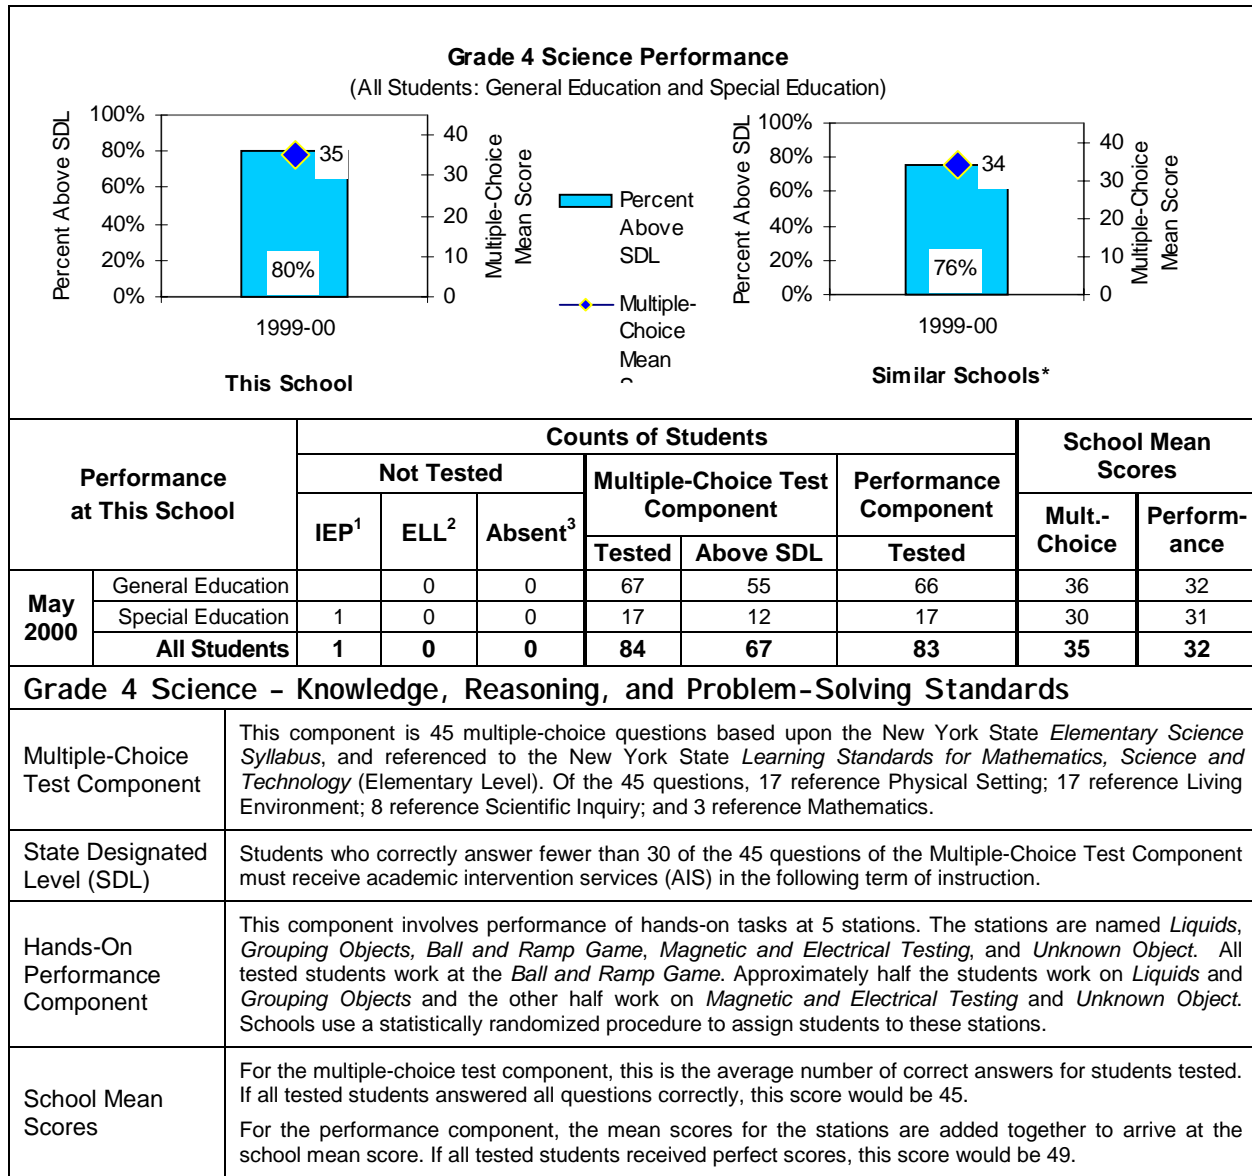 Grade 4 Science Performance
(All Students: General Education and Special Education)
Percent Above SDL
100%
80%
60%
40%
20%
0%
35
80%
40
30
20
10
0
Multiple-Choice
Mean Score
1999-00
This School
Percent
Above
SDL
Multiple-
Choice
Mean
Percent Above SDL
100%
80%
60%
40%
20%
0%
34
76%
40
30
20
10
0
Multiple-Choice
Mean Score
1999-00
Similar Schools*
Performance
at This School
Counts of Students
School Mean
Scores
Not Tested
Multiple-Choice Test
Component
Performance
Component
IEP1 ELL2 Absent3
Tested Above SDL Tested
Mult.-
Choice
Perform-
ance
May
2000
General Education 0 0 67 55 66 36 32
Special Education 1 0 0 17 12 17 30 31
All Students 1 0 0 84 67 83 35 32
Grade 4 Science – Knowledge, Reasoning, and Problem-Solving Standards
Multiple-Choice
Test Component
This component is 45 multiple-choice questions based upon the New York State Elementary Science
Syllabus, and referenced to the New York State Learning Standards for Mathematics, Science and
Technology (Elementary Level). Of the 45 questions, 17 reference Physical Setting; 17 reference Living
Environment; 8 reference Scientific Inquiry; and 3 reference Mathematics.
State Designated
Level (SDL)
Students who correctly answer fewer than 30 of the 45 questions of the Multiple-Choice Test Component
must receive academic intervention services (AIS) in the following term of instruction.
Hands-On
Performance
Component
This component involves performance of hands-on tasks at 5 stations. The stations are named Liquids,
Grouping Objects, Ball and Ramp Game, Magnetic and Electrical Testing, and Unknown Object. All
tested students work at the Ball and Ramp Game. Approximately half the students work on Liquids and
Grouping Objects and the other half work on Magnetic and Electrical Testing and Unknown Object.
Schools use a statistically randomized procedure to assign students to these stations.
School Mean
Scores
For the multiple-choice test component, this is the average number of correct answers for students tested.
If all tested students answered all questions correctly, this score would be 45.
For the performance component, the mean scores for the stations are added together to arrive at the
school mean score. If all tested students received perfect scores, this score would be 49.